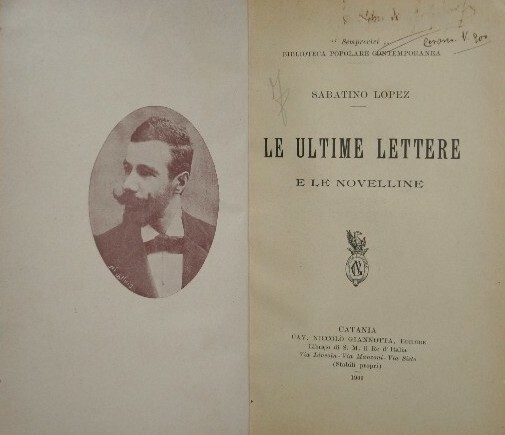 " Semprevivi "
BIBLIOTECA POPOLARE CONTEMPORANEA
SABATINO LOPEZ
LE ULTIME LETTERE
E LE NOVELLINE
CATANIA
CAV. NICCOLÒ GIANNOTTA, EDITORE
Libraio di S. M. il Re d'Italia
Via Lincoln - Via Manzoni - Via Sisto
(Stabili propri)